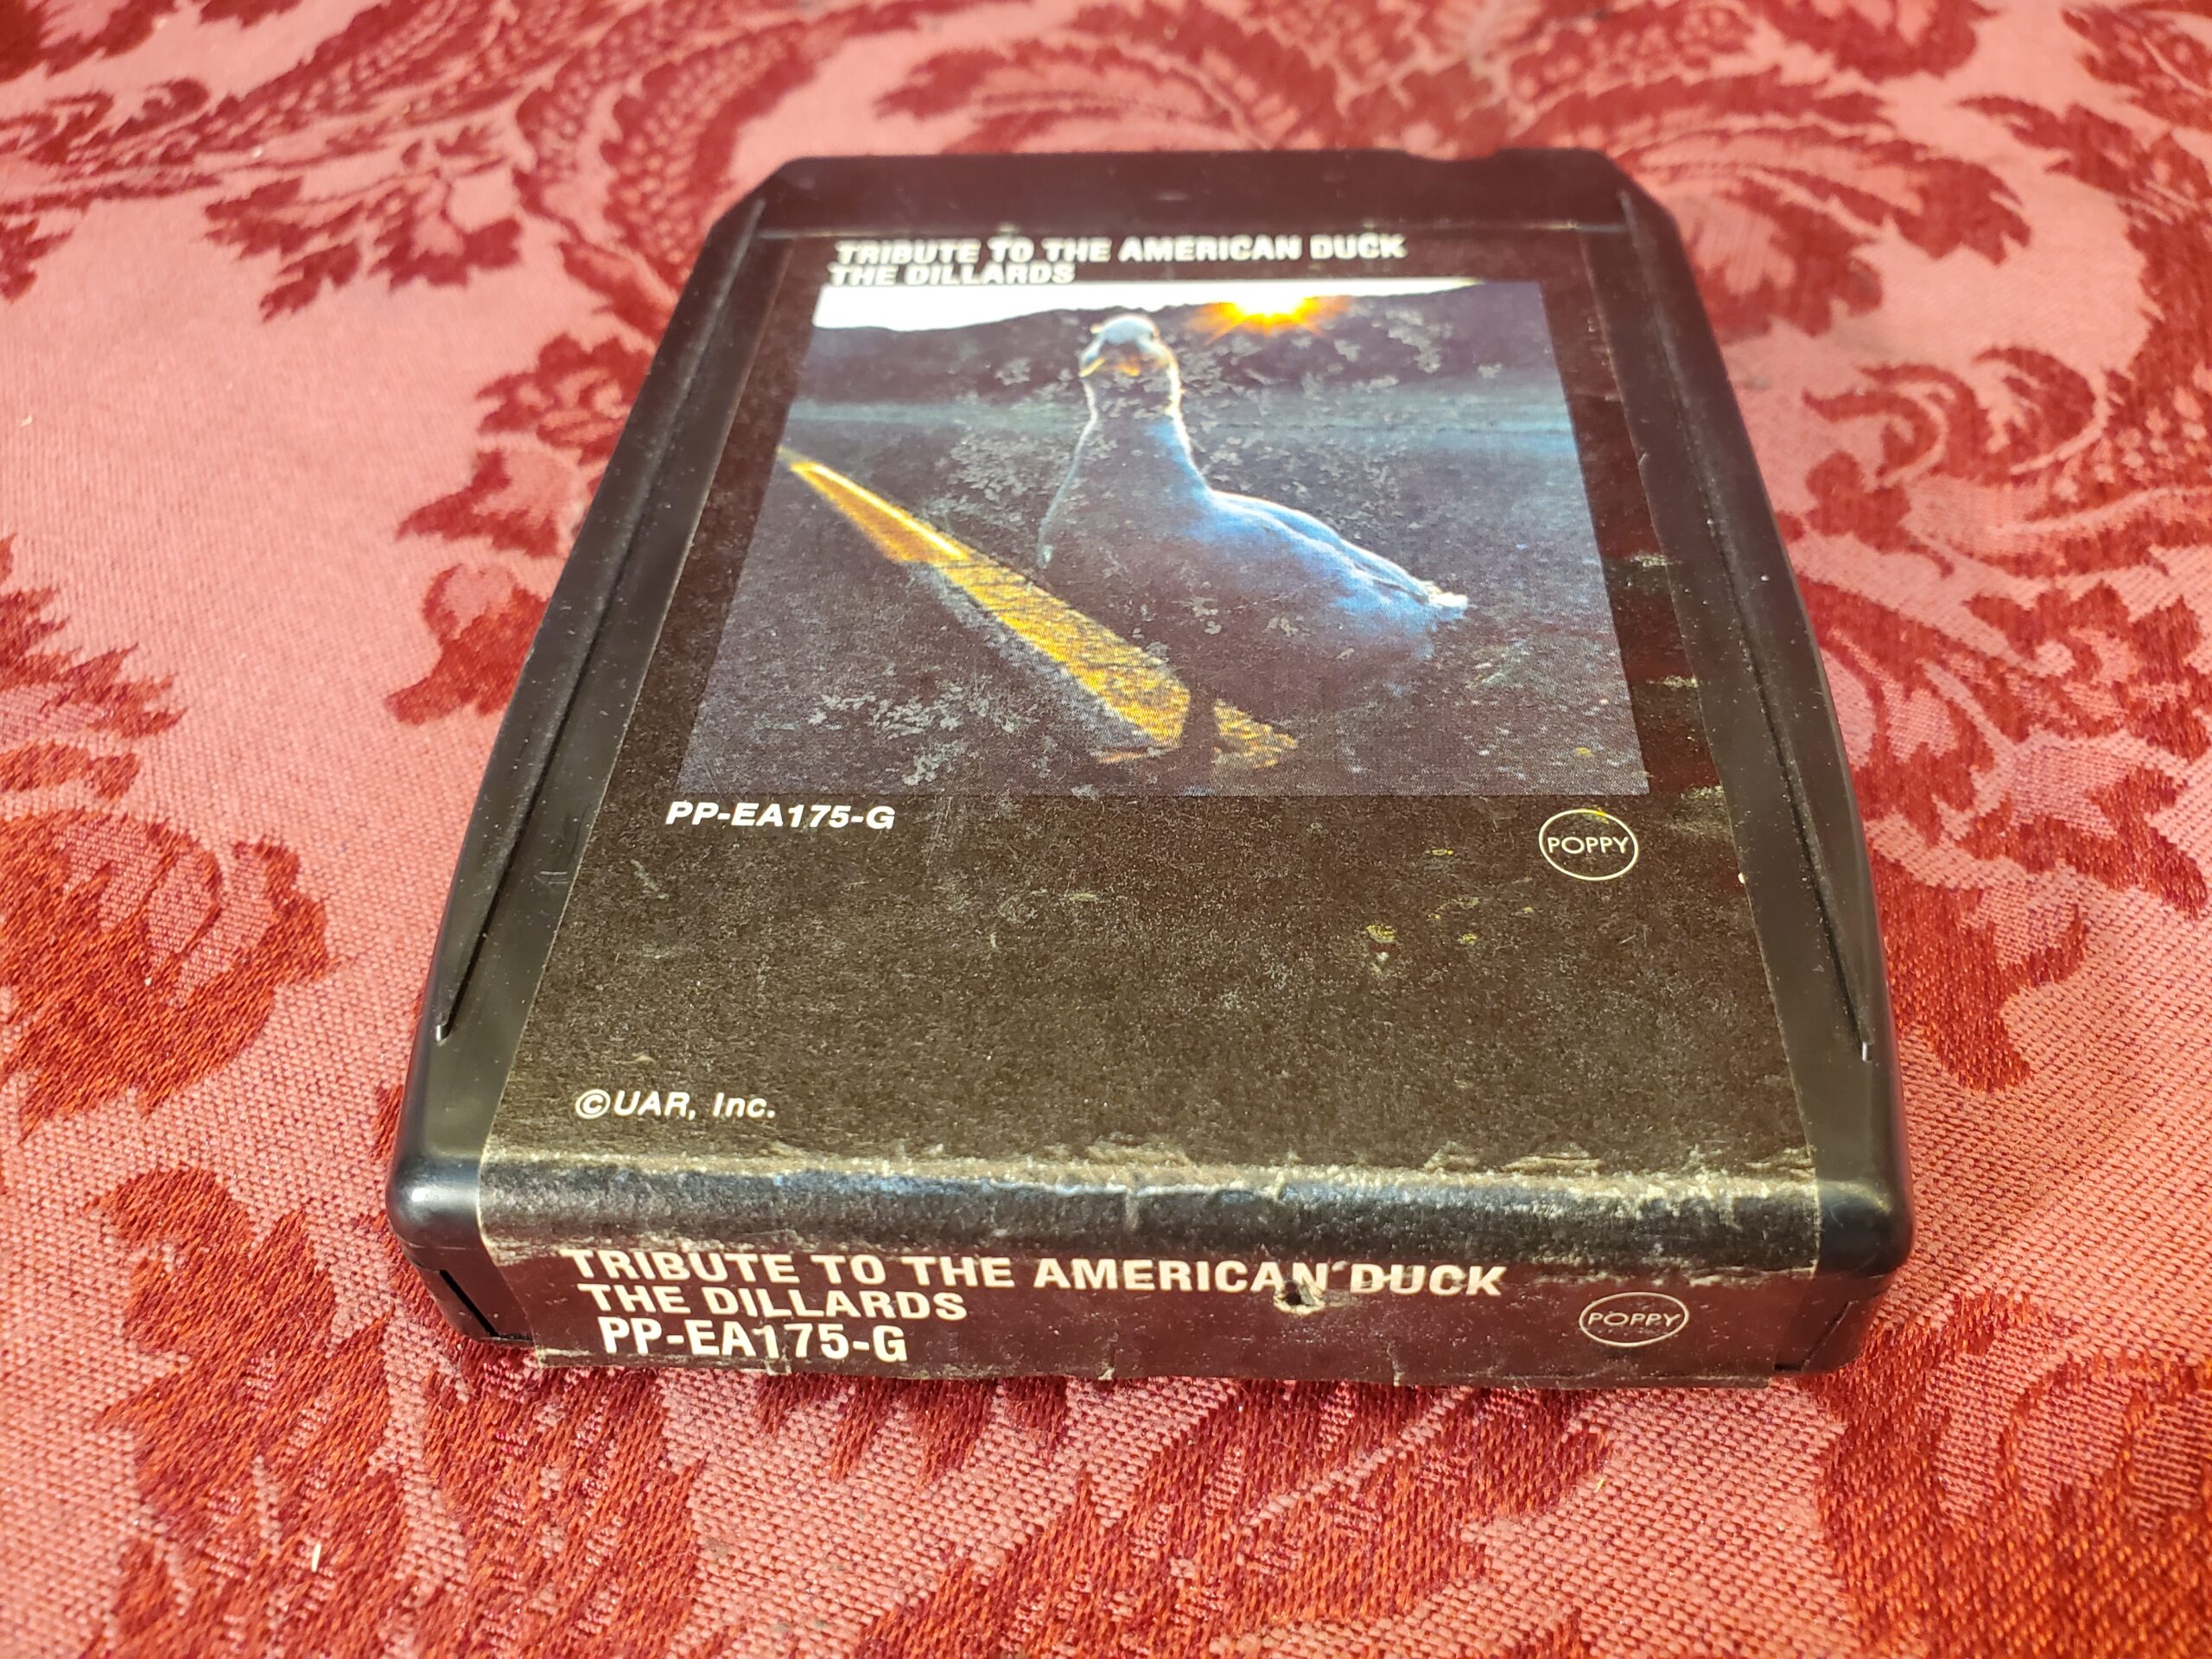 TRIBUTE TO THE AMERICAN DUCK
THE DILLARDS
PP-EA175-G
POPPY
©UAR, Inc.
TRIBUTE TO THE AMERICAN DUCK
THE DILLARDS
PP-EA175-G
POPPY